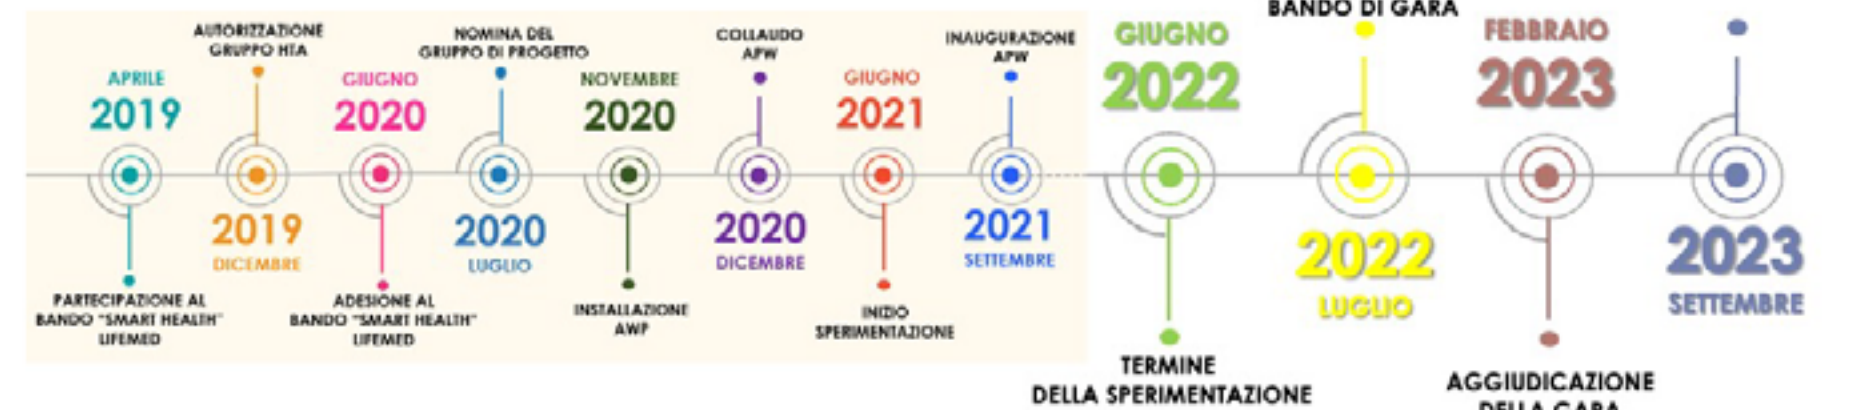 APRILE
2019
PARTECIPAZIONE AL
BANDO "SMART HEALTH"
LIFEMED
AUTORIZZAZIONE
GRUPPO HTA
2019
DICEMBRE
GIUGNO
2020
ADESIONE AL
BANDO "SMART HEALTH"
LIFEMED
NOMINA DEL
GRUPPO DI PROGETTO
2020
LUGLIO
NOVEMBRE
2020
INSTALLAZIONE
AWP
COLLAUDO
APW
2020
DICEMBRE
GIUGNO
2021
INIZIO
SPERIMENTAZIONE
INAUGURAZIONE
APW
2021
SETTEMBRE
GIUGNO
2022
TERMINE
DELLA SPERIMENTAZIONE
BANDO DI GARA
2022
LUGLIO
FEBBRAIO
2023
AGGIUDICAZIONE
DELLA GARA
2023
SETTEMBRE